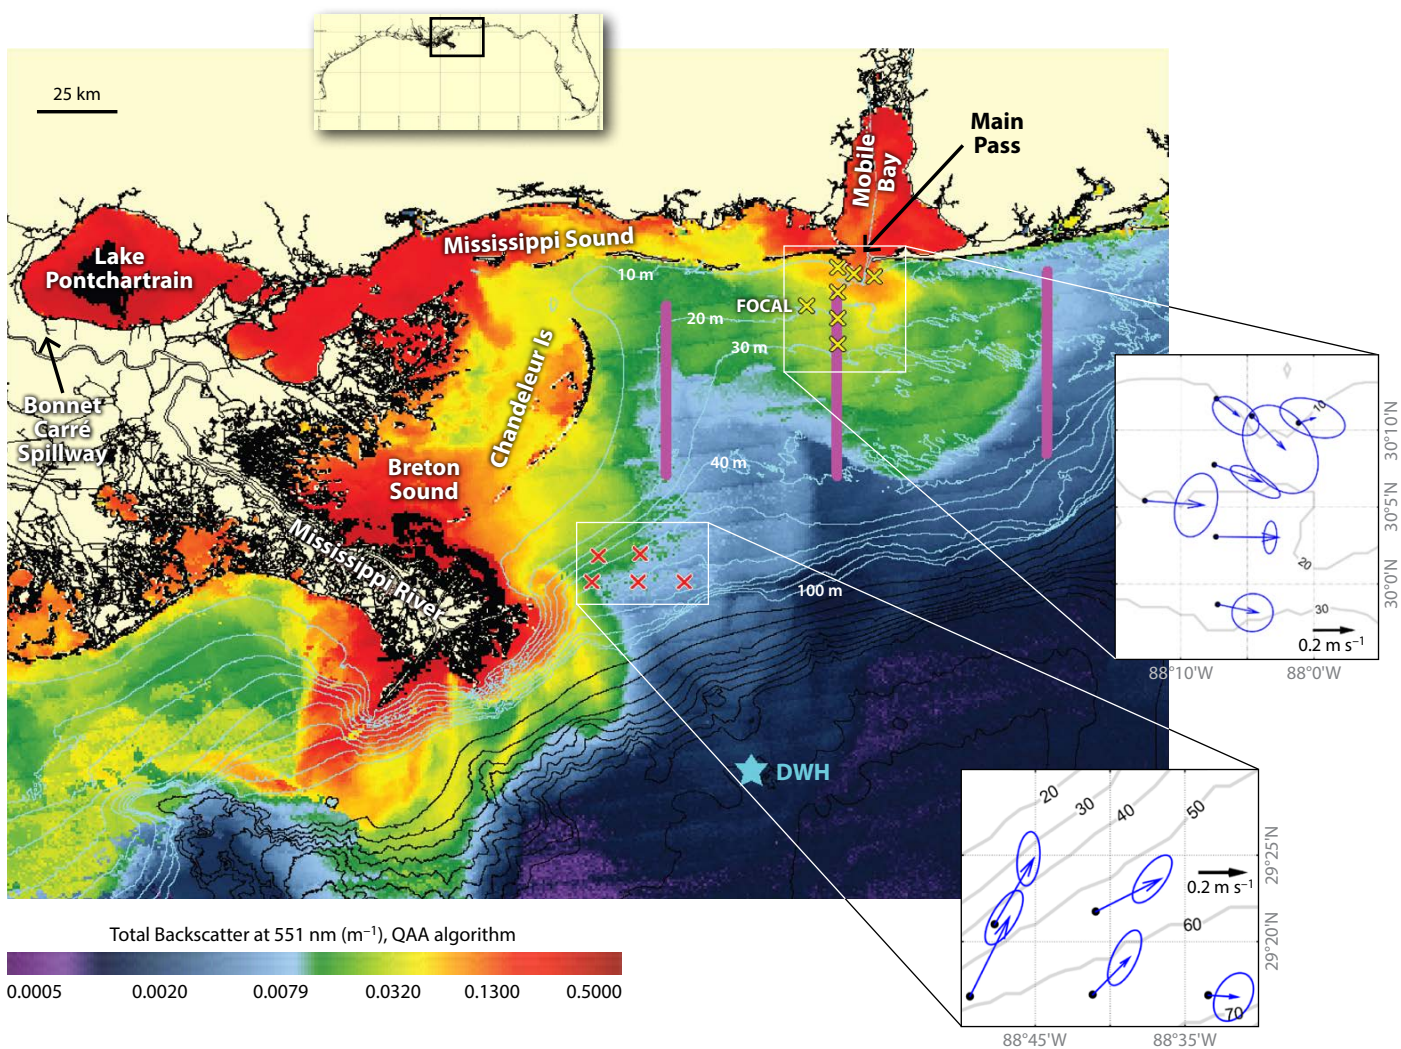 25 km
Main
Pass
Mobile
Bay
Mississippi Sound
Lake
Pontchartrain
10 m
FOCAL
20 m
30 m
Chandeleur Is
Bonnet
Carré
Spillway
Breton
Sound
40 m
Mississippi River
100 m
DWH
10
20
30
0.2 m s⁻¹
30°10'N
30°5'N
30°0'N
88°10'W
88°0'W
20
30
40
50
60
70
0.2 m s⁻¹
29°25'N
29°20'N
88°45'W
88°35'W
Total Backscatter at 551 nm (m⁻¹), QAA algorithm
0.0005
0.0020
0.0079
0.0320
0.1300
0.5000